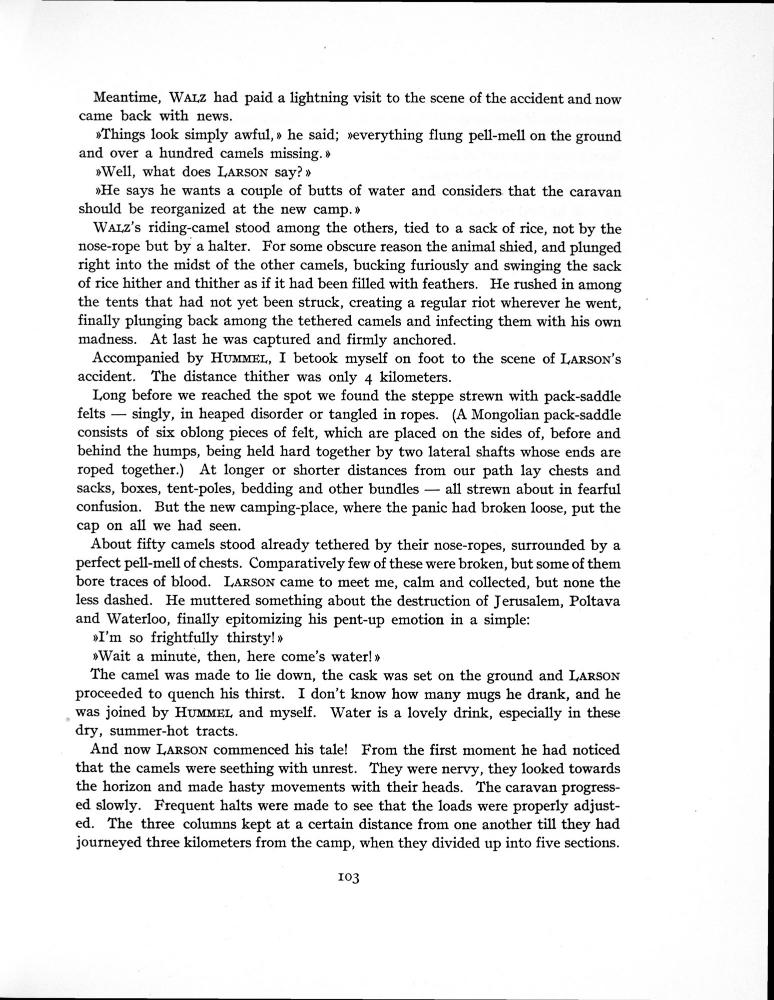 Meantime, WALZ had paid a lightning visit to the scene of the accident and now
came back with news.
»Things look simply awful,» he said; »everything flung pell-mell on the ground
and over a hundred camels missing.»
»Well, what does LARSON say?»
»He says he wants a couple of butts of water and considers that the caravan
should be reorganized at the new camp.»
WALZ's riding-camel stood among the others, tied to a sack of rice, not by the
nose-rope but by a halter. For some obscure reason the animal shied, and plunged
right into the midst of the other camels, bucking furiously and swinging the sack
of rice hither and thither as if it had been filled with feathers. He rushed in among
the tents that had not yet been struck, creating a regular riot wherever he went,
finally plunging back among the tethered camels and infecting them with his own
madness. At last he was captured and firmly anchored.
Accompanied by HUMMEL, I betook myself on foot to the scene of LARSON's
accident. The distance thither was only 4 kilometers.
Long before we reached the spot we found the steppe strewn with pack-saddle
felts — singly, in heaped disorder or tangled in ropes. (A Mongolian pack-saddle
consists of six oblong pieces of felt, which are placed on the sides of, before and
behind the humps, being held hard together by two lateral shafts whose ends are
roped together.) At longer or shorter distances from our path lay chests and
sacks, boxes, tent-poles, bedding and other bundles — all strewn about in fearful
confusion. But the new camping-place, where the panic had broken loose, put the
cap on all we had seen.
About fifty camels stood already tethered by their nose-ropes, surrounded by a
perfect pell-mell of chests. Comparatively few of these were broken, but some of them
bore traces of blood. LARSON came to meet me, calm and collected, but none the
less dashed. He muttered something about the destruction of Jerusalem, Poltava
and Waterloo, finally epitomizing his pent-up emotion in a simple:
»I'm so frightfully thirsty!»
»Wait a minute, then, here come's water!»
The camel was made to lie down, the cask was set on the ground and LARSON
proceeded to quench his thirst. I don't know how many mugs he drank, and he
was joined by HUMMEL and myself. Water is a lovely drink, especially in these
dry, summer-hot tracts.
And now LARSON commenced his tale! From the first moment he had noticed
that the camels were seething with unrest. They were nervy, they looked towards
the horizon and made hasty movements with their heads. The caravan progress-
ed slowly. Frequent halts were made to see that the loads were properly adjust-
ed. The three columns kept at a certain distance from one another till they had
journeyed three kilometers from the camp, when they divided up into five sections.
103